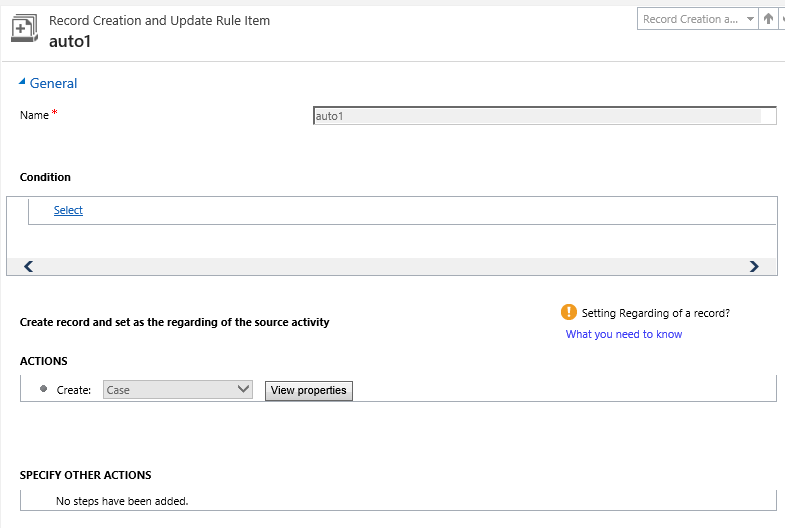 Record Creation and Update Rule Item
Record Creation a...
auto1
General
Name *
auto1
Condition
Select
Setting Regarding of a record?
Create record and set as the regarding of the source activity
What you need to know
ACTIONS
Create:
Case
View properties
SPECIFY OTHER ACTIONS
No steps have been added.